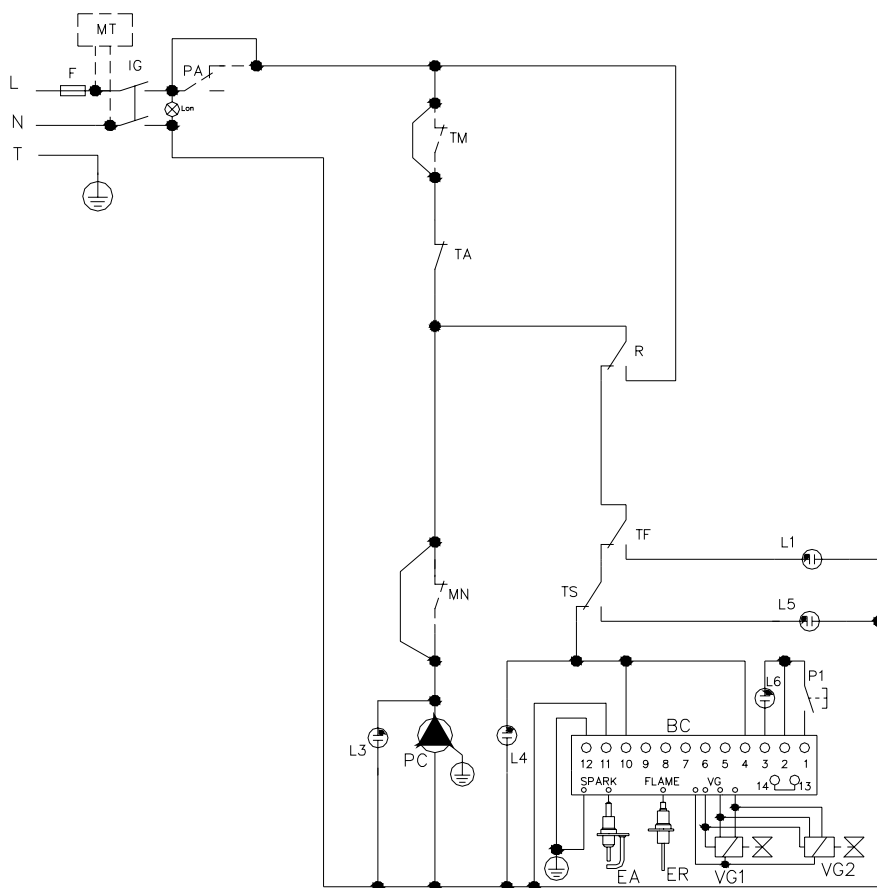 MT
F
IG
PA
L
Lon
N
TM
T
TA
R
TF
L1
TS
MN
L5
L6
P1
BC
L3
PC
L4
12 11 10 9 8 7 6 5 4 3 2 1
SPARK FLAME VG 14 13
EA ER VG1 VG2